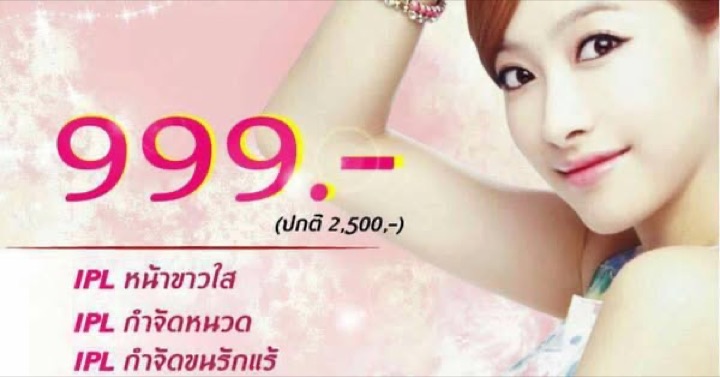 999.-
(ปกติ 2,500,-)
IPL หน้าขาวใส
IPL กำจัดหนวด
IPL กำจัดขนรักแร้